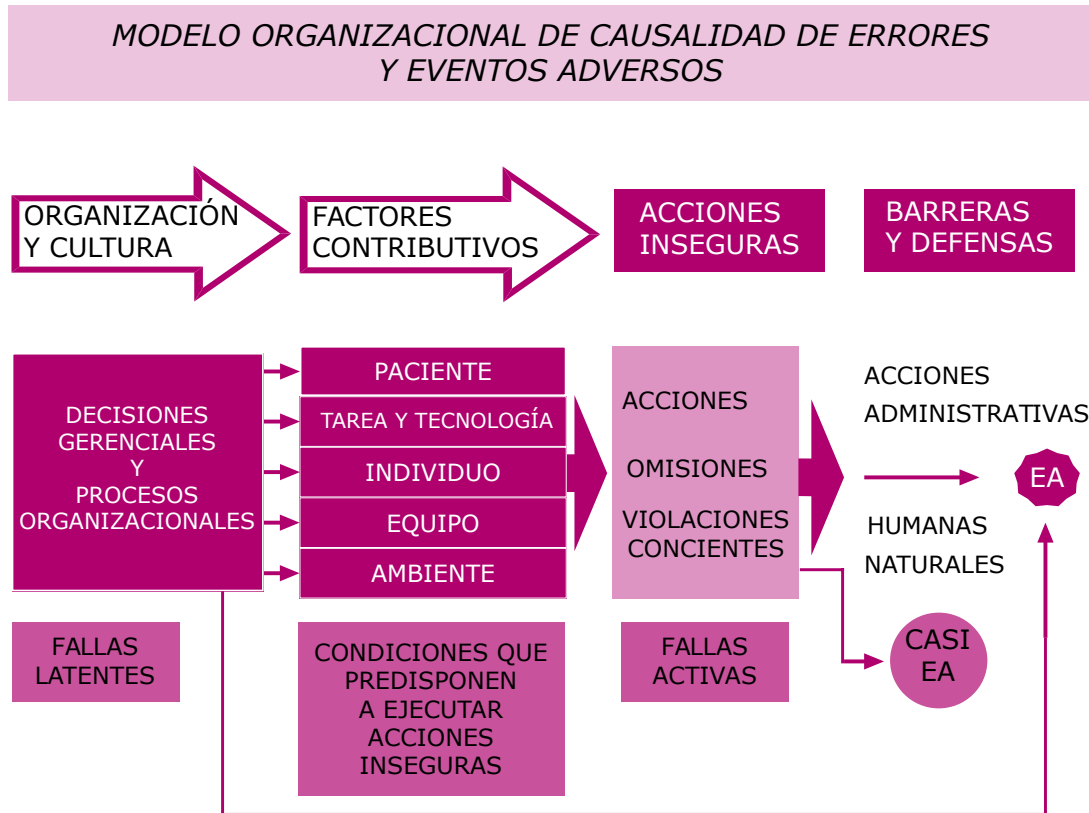 MODELO ORGANIZACIONAL DE CAUSALIDAD DE ERRORES
Y EVENTOS ADVERSOS
ORGANIZACIÓN
Y CULTURA
FACTORES
CONTRIBUTIVOS
ACCIONES
INSEGURAS
BARRERAS
Y DEFENSAS
DECISIONES
GERENCIALES
Y
PROCESOS
ORGANIZACIONALES
PACIENTE
TAREA Y TECNOLOGÍA
INDIVIDUO
EQUIPO
AMBIENTE
ACCIONES
OMISIONES
VIOLACIONES
CONCIENTES
ACCIONES
ADMINISTRATIVAS
EA
HUMANAS
NATURALES
FALLAS
LATENTES
CONDICIONES QUE
PREDISPONEN
A EJECUTAR
ACCIONES
INSEGURAS
FALLAS
ACTIVAS
CASI
EA